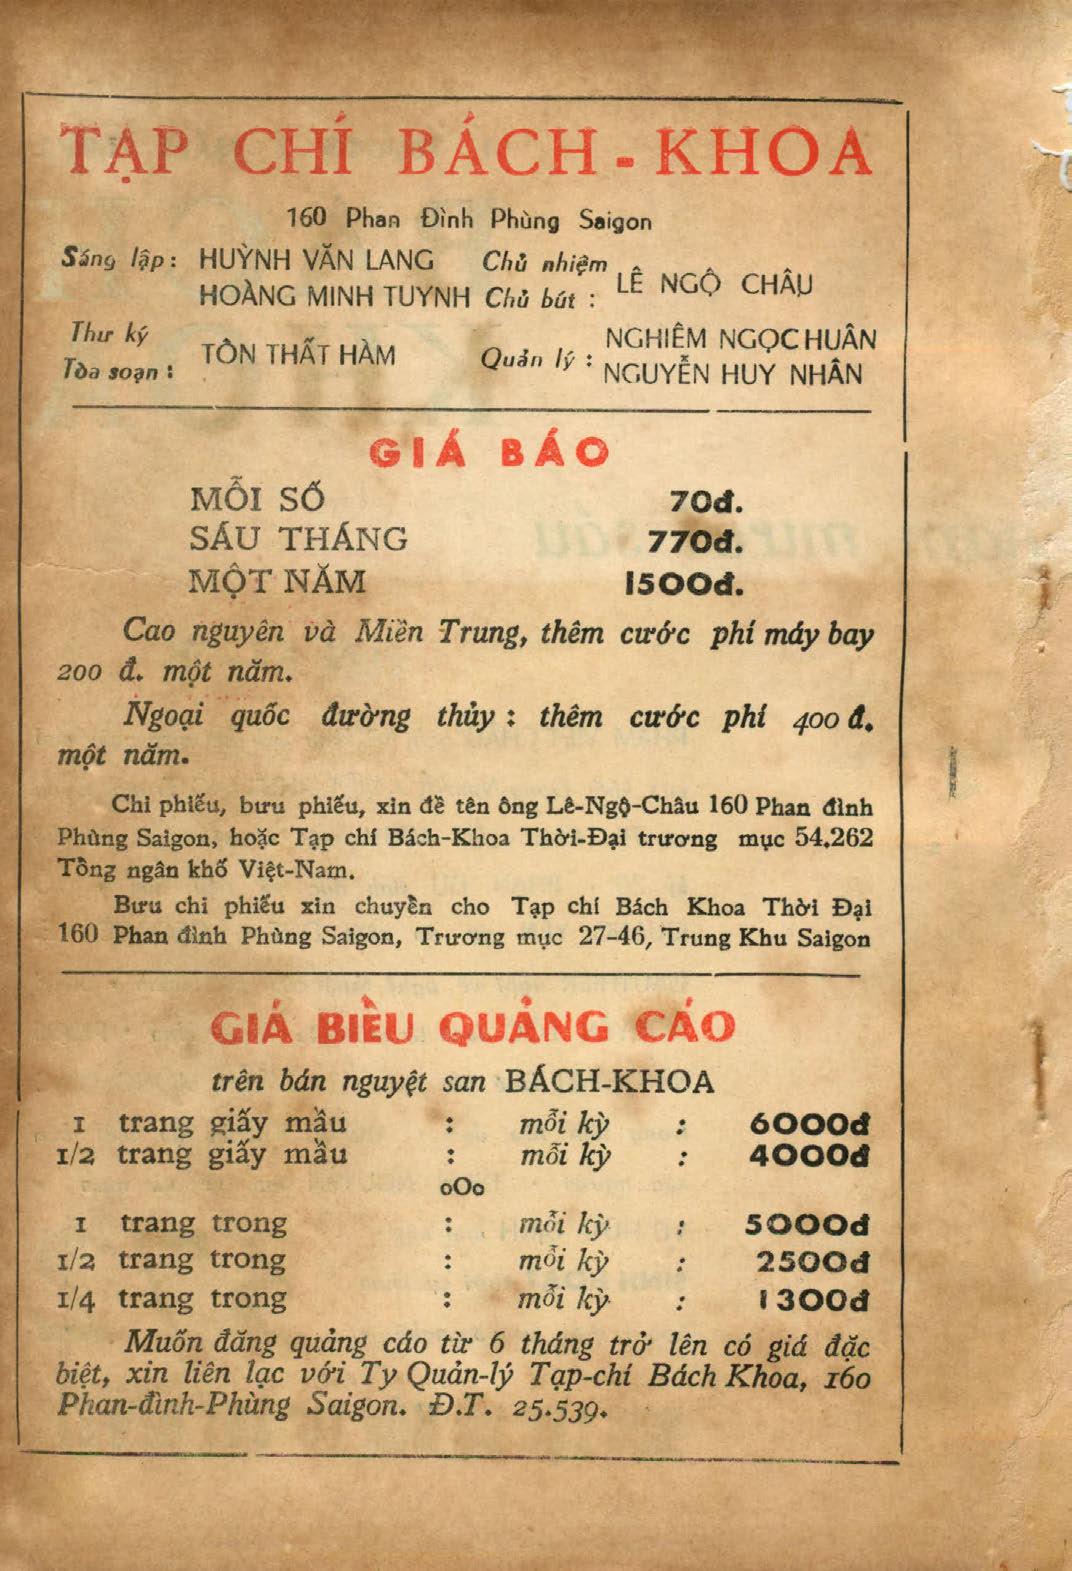 TẠP CHÍ BÁCH - KHOA
160 Phan Đình Phùng Saigon
Sáng lập : HUỲNH VĂN LANG Chủ nhiệm
HOÀNG MINH TUYNH Chủ bút : LÊ NGỘ CHÂU
Thư ký
Tòa soạn : TÔN THẤT HÀM Quản lý : NGHIÊM NGỌC HUÂN
NGUYỄN HUY NHÂN
GIÁ BÁO
MỖI SỐ 70đ.
SÁU THÁNG 770đ.
MỘT NĂM 1500đ.
Cao nguyên và Miền Trung, thêm cước phí máy bay
200 đ. một năm.
Ngoại quốc đường thủy : thêm cước phí 400 đ.
một năm.
Chi phiếu, bưu phiếu, xin đề tên ông Lê-Ngộ-Châu 160 Phan đình
Phùng Saigon, hoặc Tạp chí Bách-Khoa Thời-Đại trương mục 54.262
Tổng ngân khố Việt-Nam.
Bưu chi phiếu xin chuyển cho Tạp chí Bách Khoa Thời Đại
160 Phan đình Phùng Saigon, Trương mục 27-46, Trung Khu Saigon
GIÁ BIỂU QUẢNG CÁO
trên bán nguyệt san BÁCH-KHOA
1 trang giấy mầu : mỗi kỳ : 6000đ
1/2 trang giấy mầu : mỗi kỳ : 4000đ
oOo
1 trang trong : mỗi kỳ : 5000đ
1/2 trang trong : mỗi kỳ : 2500đ
1/4 trang trong : mỗi kỳ : 1300đ
Muốn đăng quảng cáo từ 6 tháng trở lên có giá đặc
biệt, xin liên lạc với Ty Quản-lý Tạp-chí Bách Khoa, 160
Phan-đình-Phùng Saigon. Đ.T. 25.539.